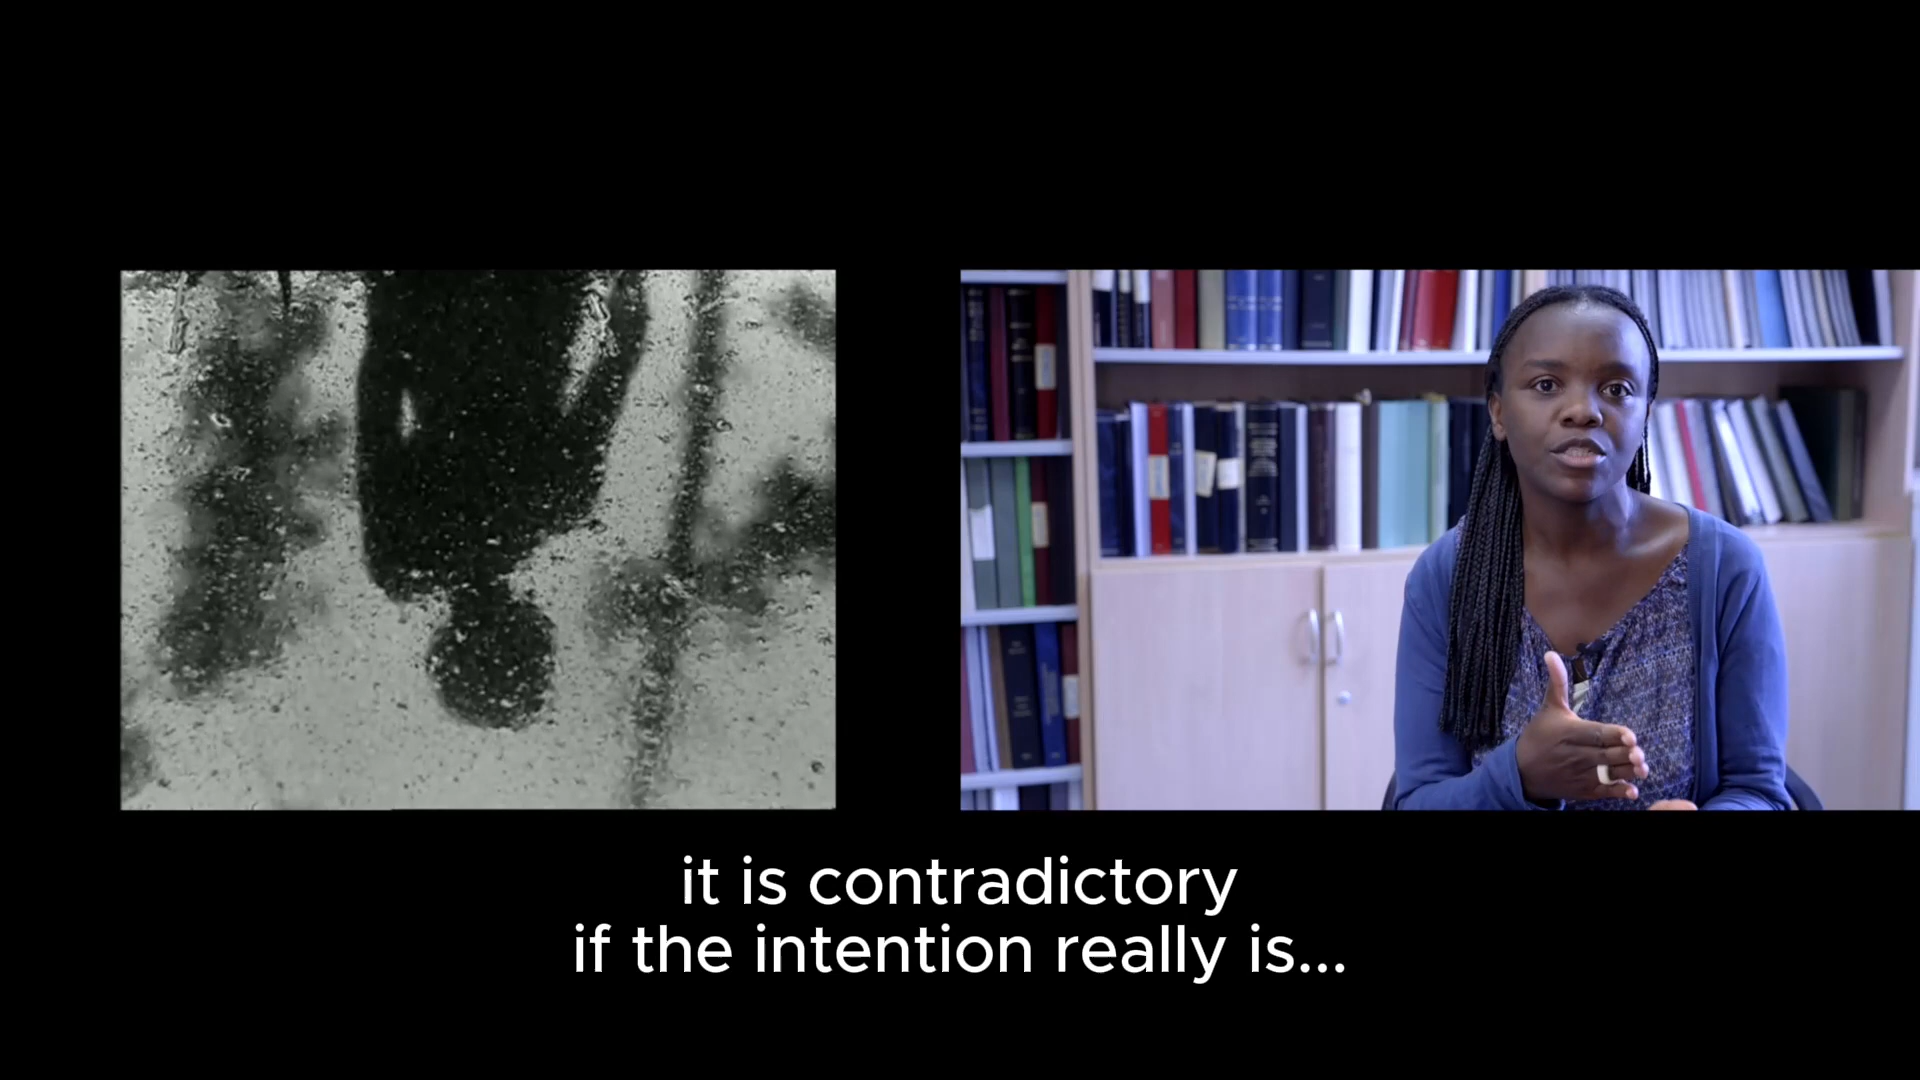 it is contradictory
if the intention really is...